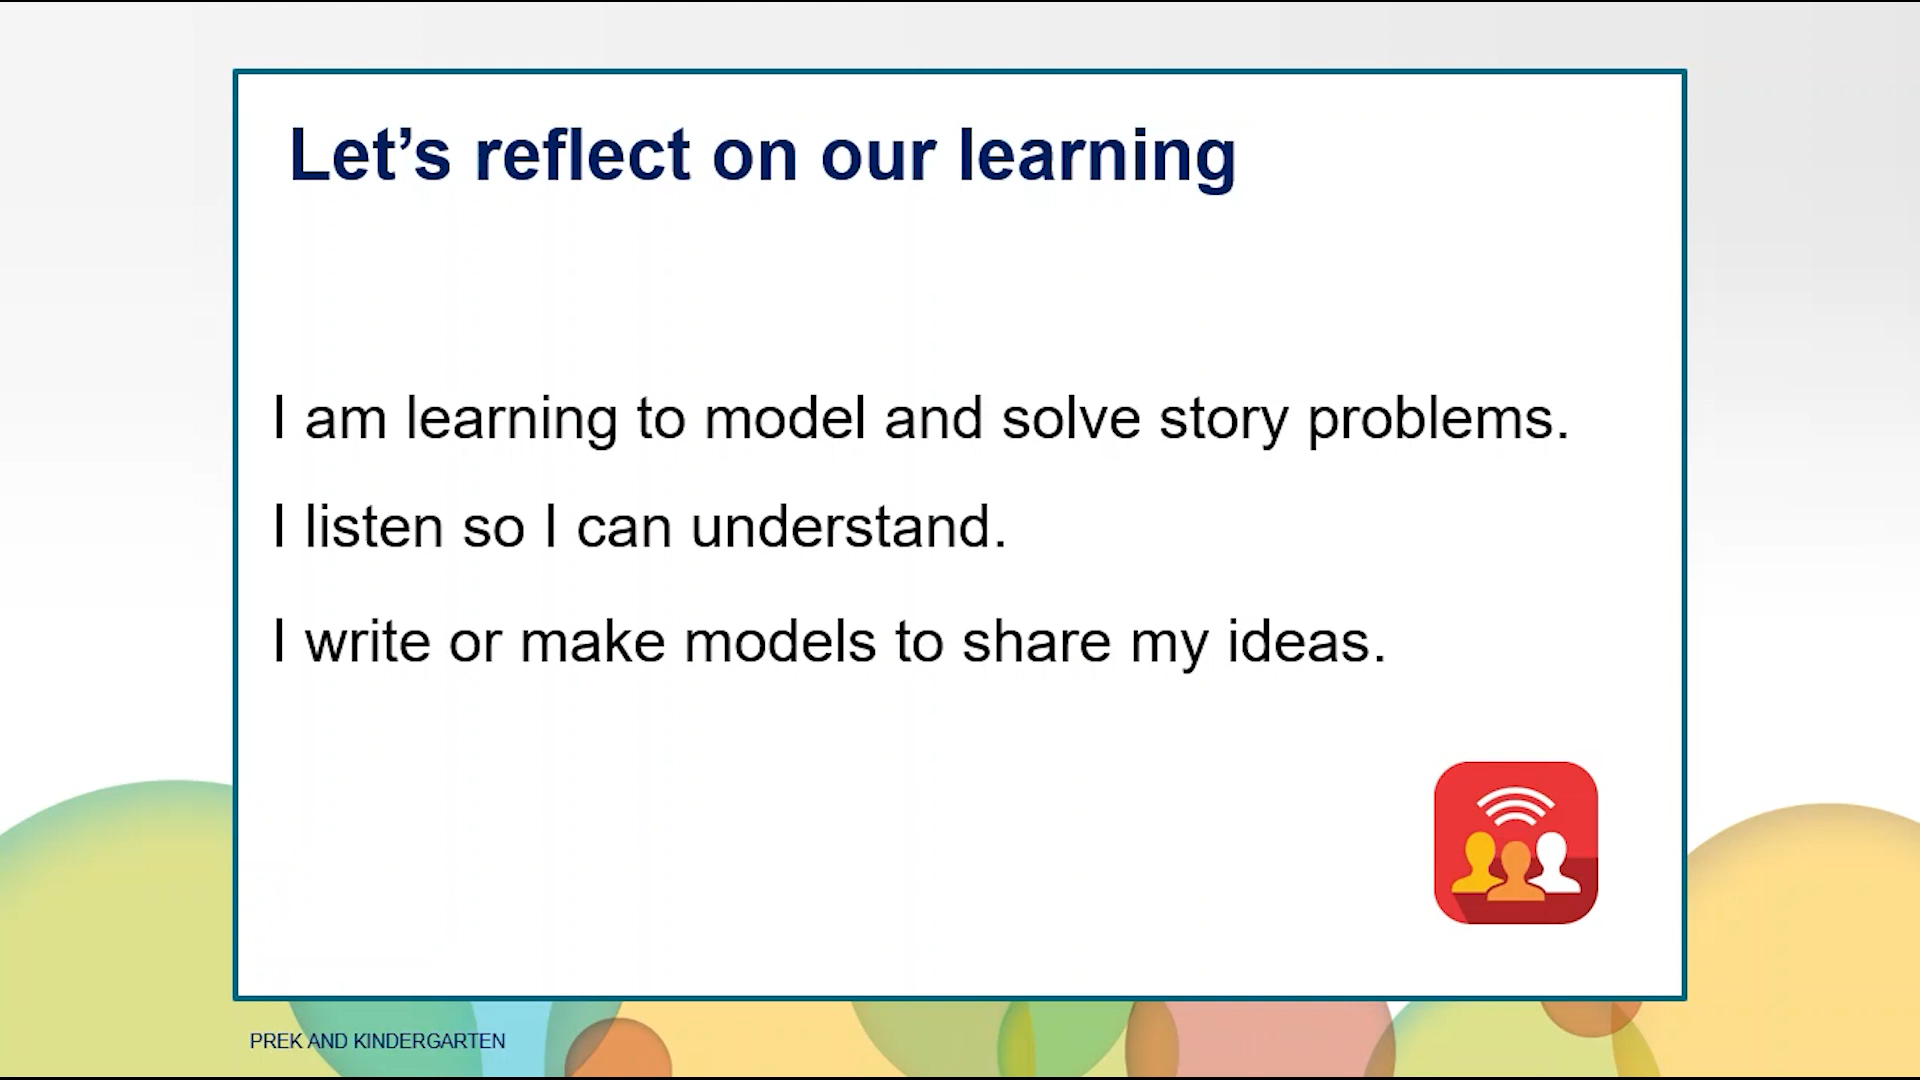 Let’s reflect on our learning
I am learning to model and solve story problems.
I listen so I can understand.
I write or make models to share my ideas.
PREK AND KINDERGARTEN